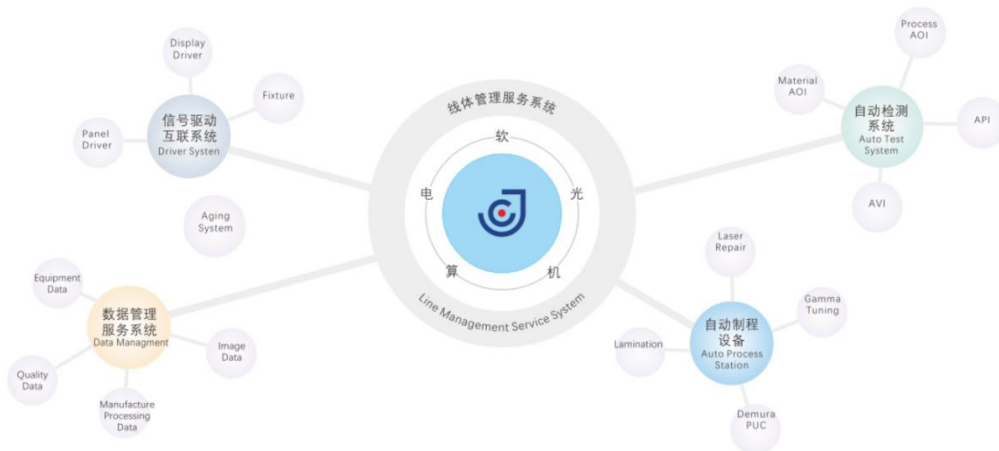 线体管理服务系统
软
电
光
算
机
Line Management Service System
Display
Driver
Fixture
信号驱动
互联系统
Driver Systen
Panel
Driver
Aging
System
Equipment
Data
数据管理
服务系统
Data Managment
Image
Data
Quality
Data
Manufacture
Processing
Data
Process
AOI
Material
AOI
自动检测
系统
Auto Test
System
API
AVI
Laser
Repair
Gamma
Tuning
自动制程
设备
Auto Process
Station
Lamination
Demura
PUC